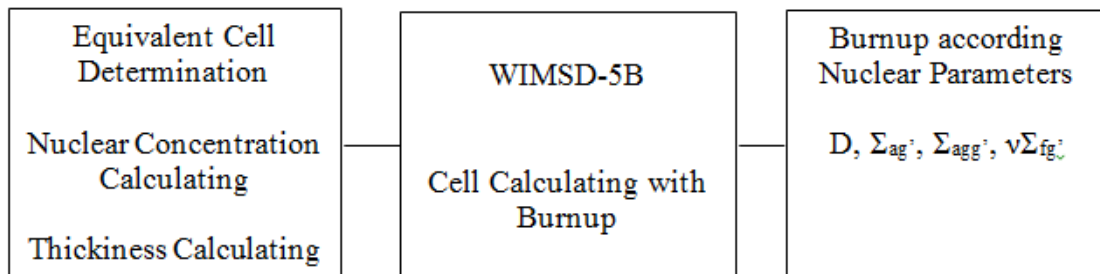 Equivalent Cell
Determination
Nuclear Concentration
Calculating
Thickiness Calculating
WIMSD-5B
Cell Calculating with
Burnup
Burnup according
Nuclear Parameters
D, Σag', Σagg', νΣfg'